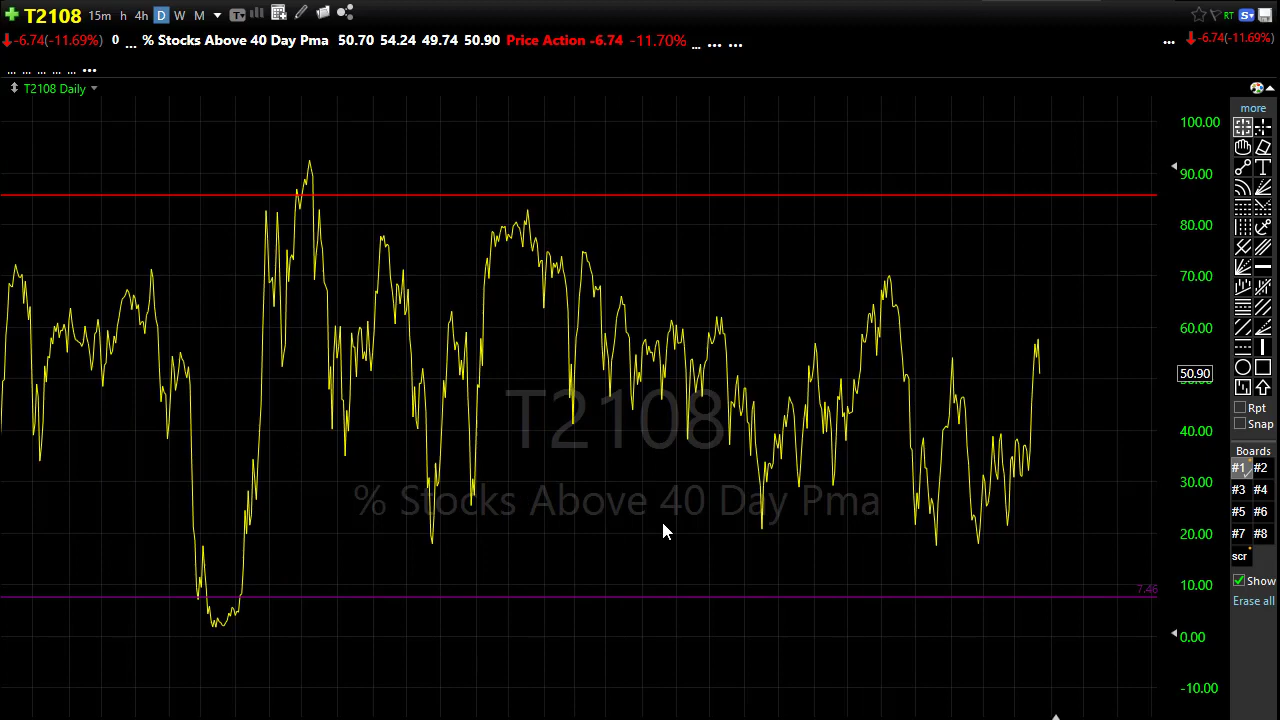 T2108 15m h 4h D W M T RT S
-6.74(-11.69%) 0 ... % Stocks Above 40 Day Pma 50.70 54.24 49.74 50.90 Price Action -6.74 -11.70% ... ... ... ... -6.74(-11.69%)
... ... ... ... ... ...
T2108 Daily
more
100.00
90.00
80.00
70.00
60.00
50.90
40.00
30.00
20.00
10.00
0.00
-10.00
7.46
T2108
% Stocks Above 40 Day Pma
T
Rpt
Snap
Boards
#1 #2
#3 #4
#5 #6
#7 #8
scr
Show
Erase all